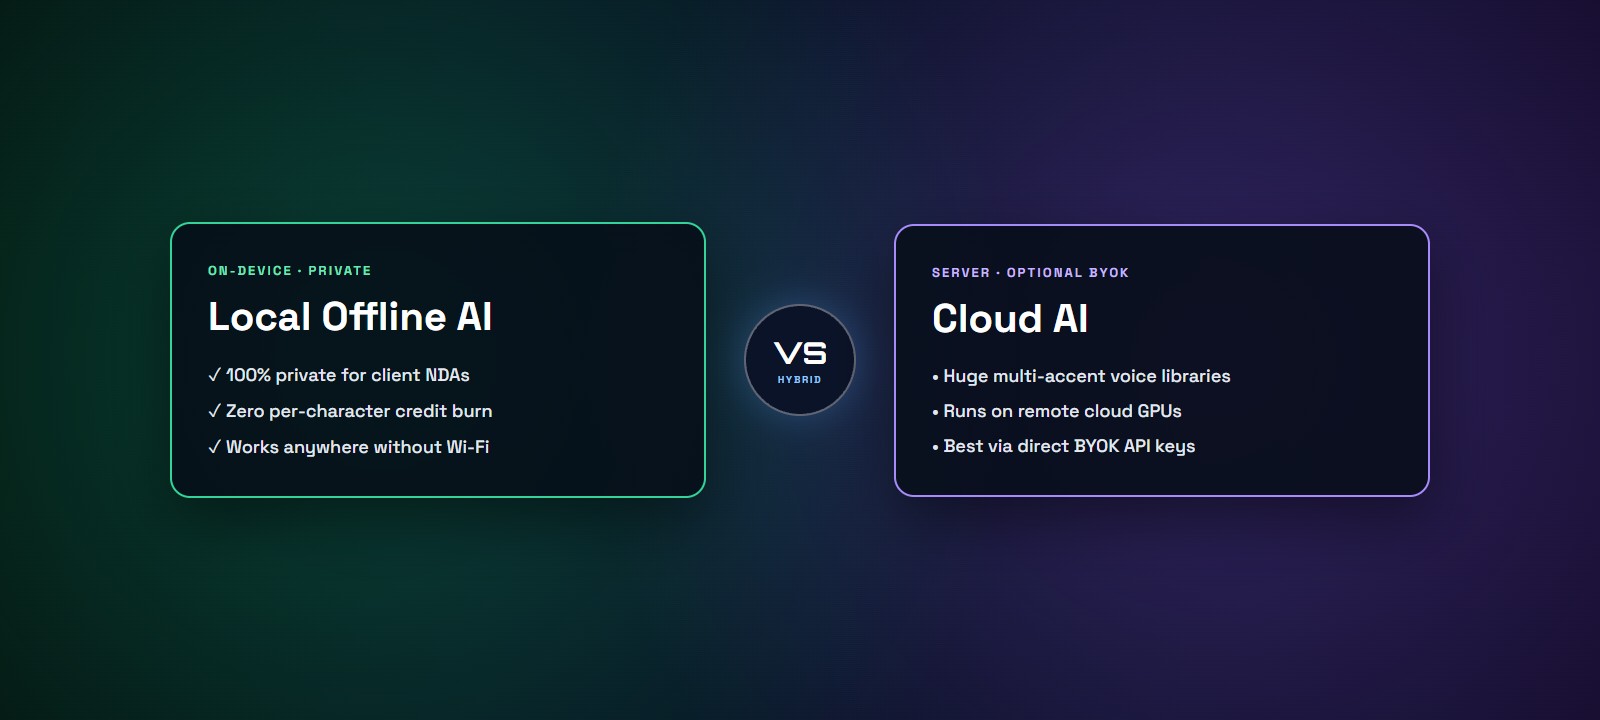 ON-DEVICE · PRIVATE
Local Offline AI
✓ 100% private for client NDAs
✓ Zero per-character credit burn
✓ Works anywhere without Wi-Fi
VS
HYBRID
SERVER · OPTIONAL BYOK
Cloud AI
• Huge multi-accent voice libraries
• Runs on remote cloud GPUs
• Best via direct BYOK API keys